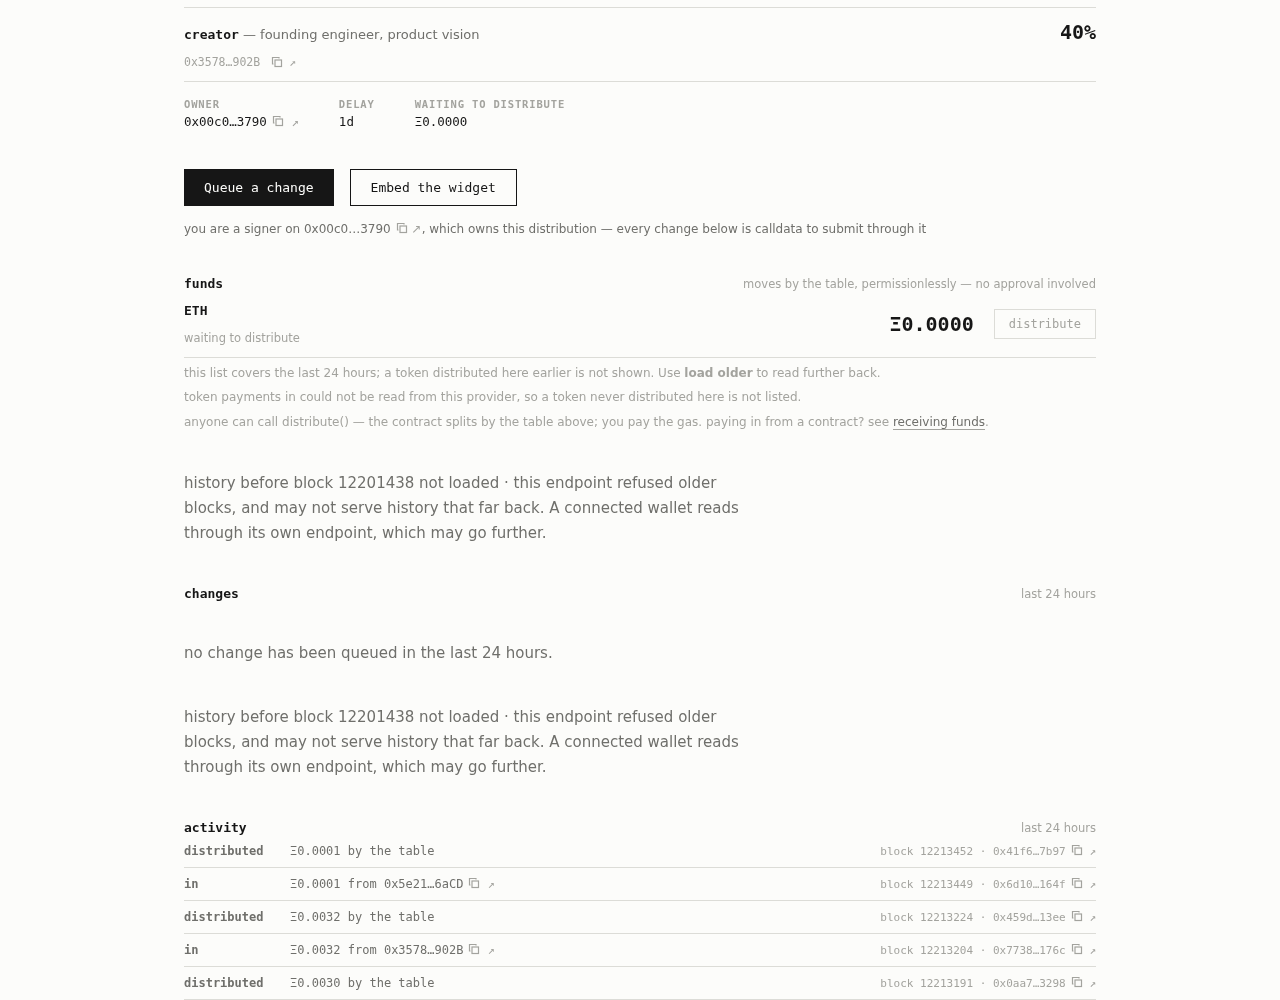 creator — founding engineer, product vision 40%
0x3578…902B ↗
OWNER DELAY WAITING TO DISTRIBUTE
0x00c0…3790 ↗ 1d Ξ0.0000
Queue a change Embed the widget
you are a signer on 0x00c0…3790 ↗, which owns this distribution — every change below is calldata to submit through it
funds moves by the table, permissionlessly — no approval involved
ETH
Ξ0.0000 distribute
waiting to distribute
this list covers the last 24 hours; a token distributed here earlier is not shown. Use load older to read further back.
token payments in could not be read from this provider, so a token never distributed here is not listed.
anyone can call distribute() — the contract splits by the table above; you pay the gas. paying in from a contract? see receiving funds.
history before block 12201438 not loaded · this endpoint refused older
blocks, and may not serve history that far back. A connected wallet reads
through its own endpoint, which may go further.
changes last 24 hours
no change has been queued in the last 24 hours.
history before block 12201438 not loaded · this endpoint refused older
blocks, and may not serve history that far back. A connected wallet reads
through its own endpoint, which may go further.
activity last 24 hours
distributed Ξ0.0001 by the table block 12213452 · 0x41f6…7b97 ↗
in Ξ0.0001 from 0x5e21…6aCD ↗ block 12213449 · 0x6d10…164f ↗
distributed Ξ0.0032 by the table block 12213224 · 0x459d…13ee ↗
in Ξ0.0032 from 0x3578…902B ↗ block 12213204 · 0x7738…176c ↗
distributed Ξ0.0030 by the table block 12213191 · 0x0aa7…3298 ↗